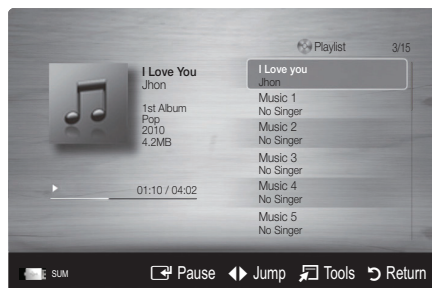 Playlist 3/15
I Love You
Jhon
1st Album
Pop
2010
4.2MB
01:10 / 04:02
I Love you
Jhon
Music 1
No Singer
Music 2
No Singer
Music 3
No Singer
Music 4
No Singer
Music 5
No Singer
SUM Pause Jump Tools Return